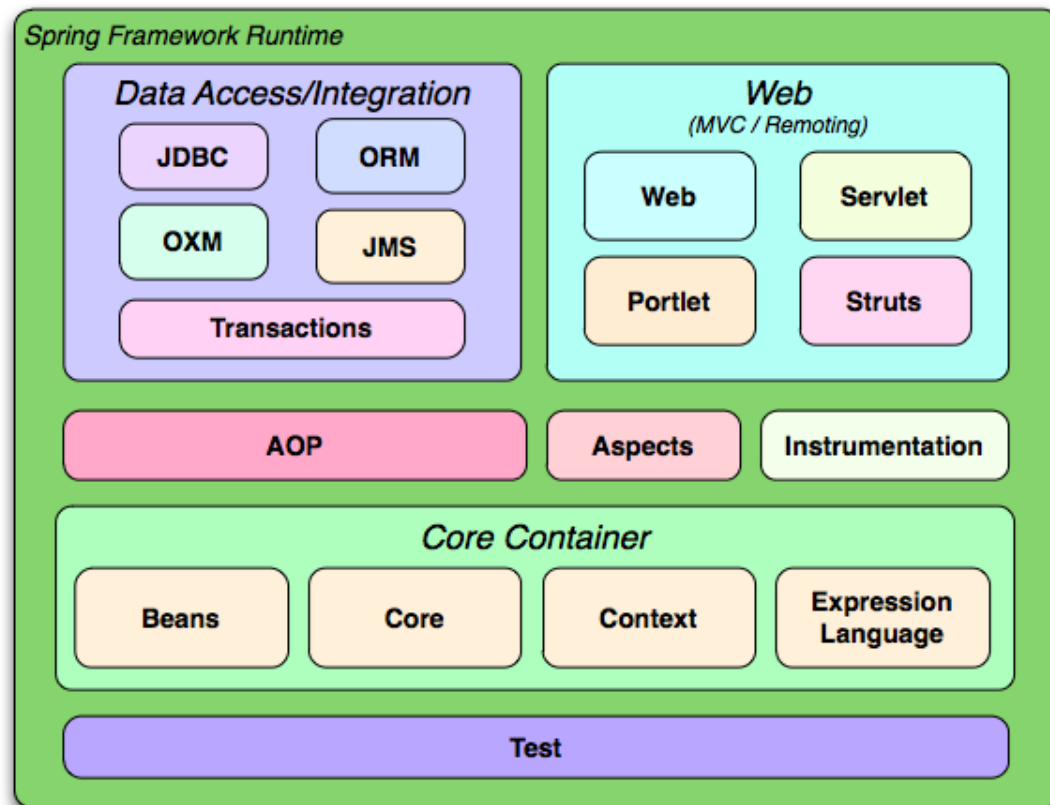 Spring Framework Runtime
Data Access/Integration
JDBC
ORM
OXM
JMS
Transactions
Web
(MVC / Remoting)
Web
Servlet
Portlet
Struts
AOP
Aspects
Instrumentation
Core Container
Beans
Core
Context
Expression
Language
Test